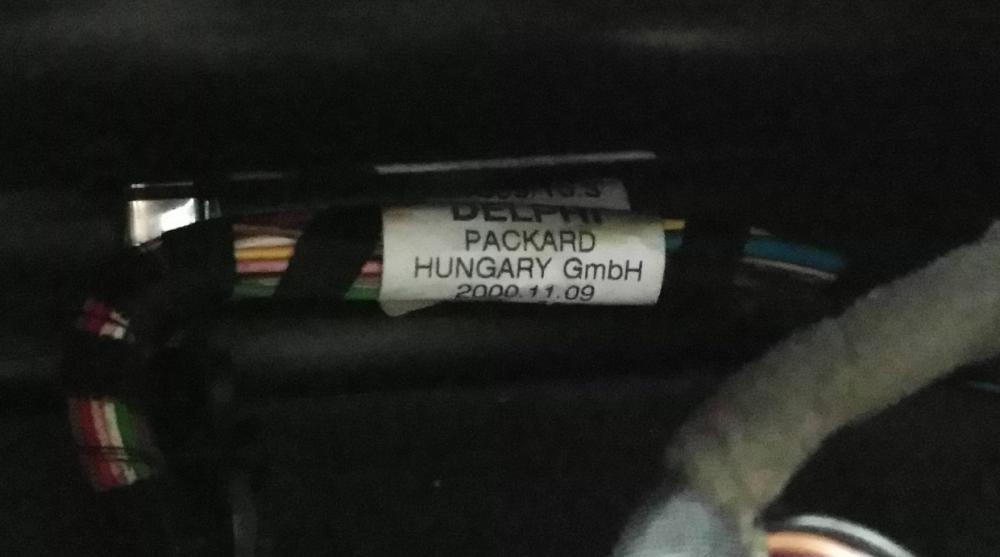 DELPHI
PACKARD
HUNGARY GmbH
2000.11.09